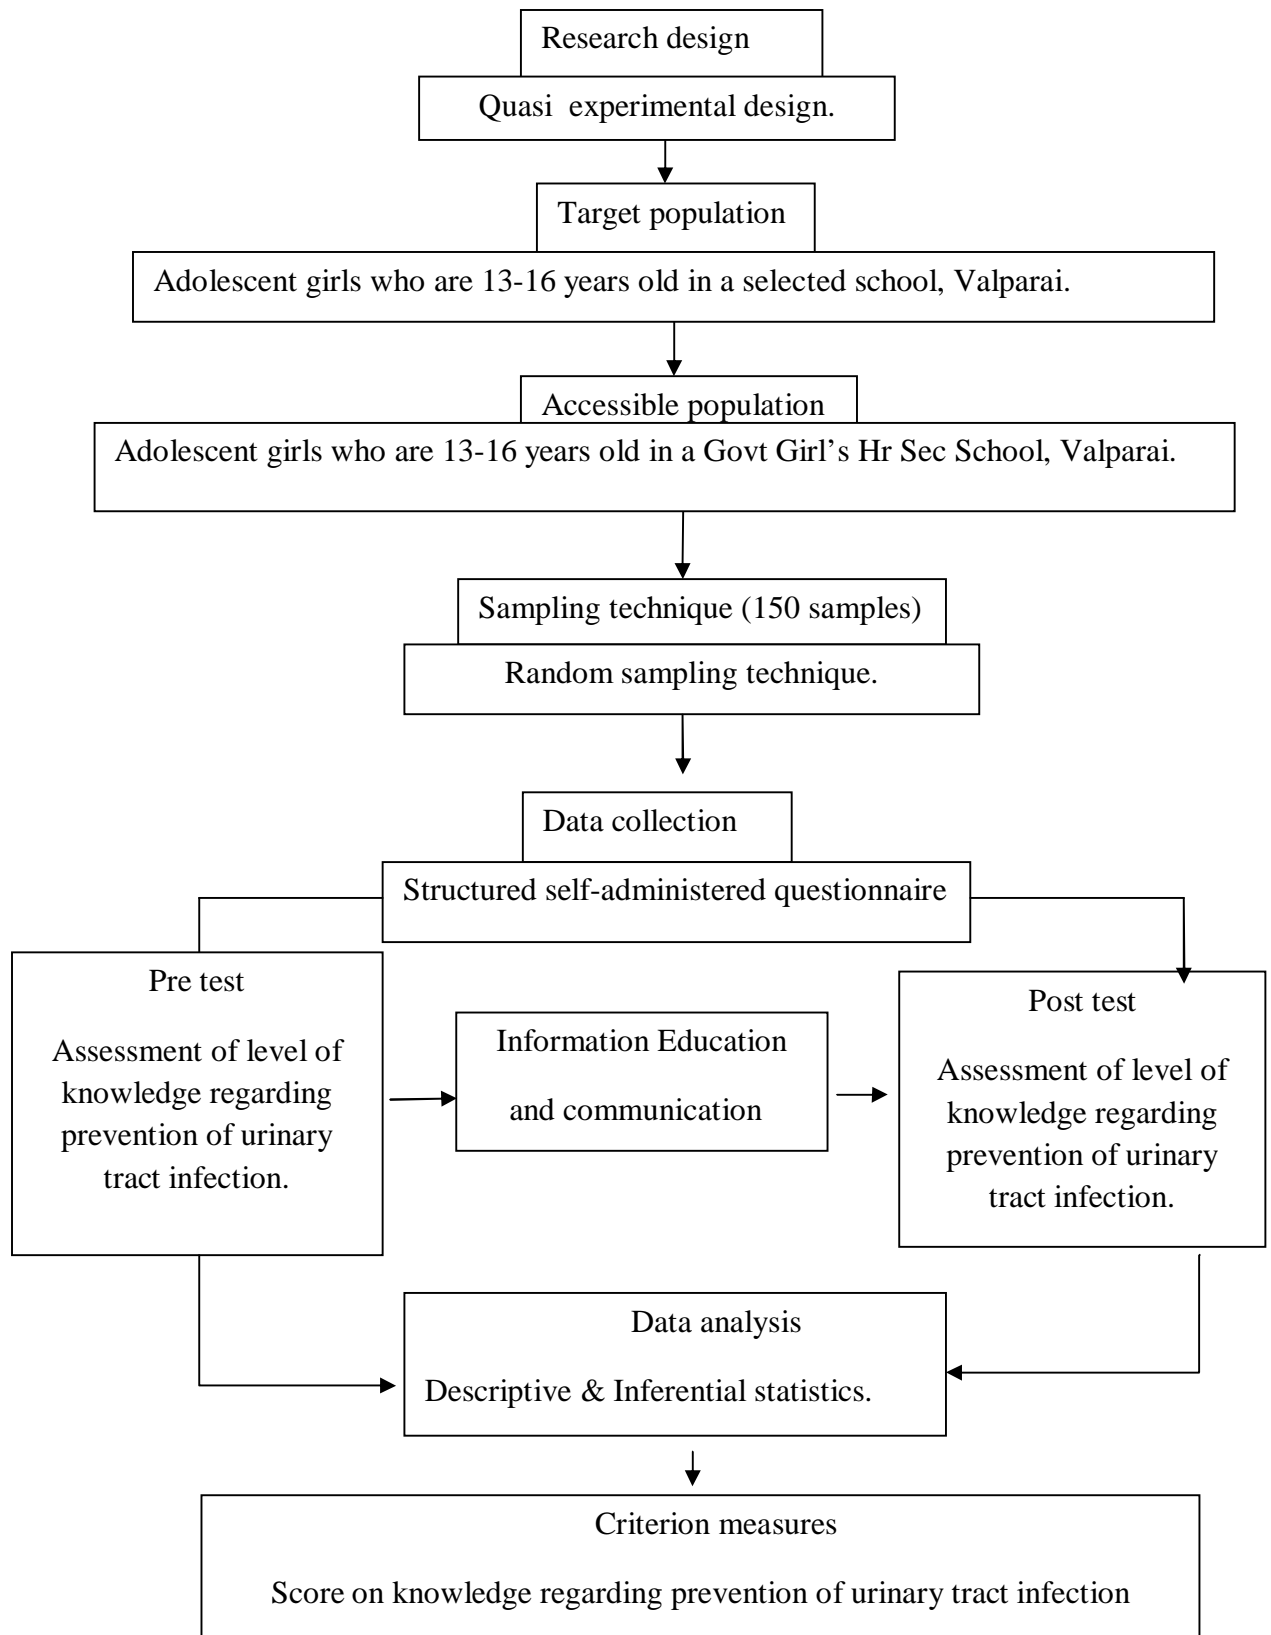 Research design
Quasi experimental design.
Target population
Adolescent girls who are 13-16 years old in a selected school, Valparai.
Accessible population
Adolescent girls who are 13-16 years old in a Govt Girl’s Hr Sec School, Valparai.
Sampling technique (150 samples)
Random sampling technique.
Data collection
Structured self-administered questionnaire
Pre test
Assessment of level of
knowledge regarding
prevention of urinary
tract infection.
Information Education
and communication
Post test
Assessment of level of
knowledge regarding
prevention of urinary
tract infection.
Data analysis
Descriptive & Inferential statistics.
Criterion measures
Score on knowledge regarding prevention of urinary tract infection